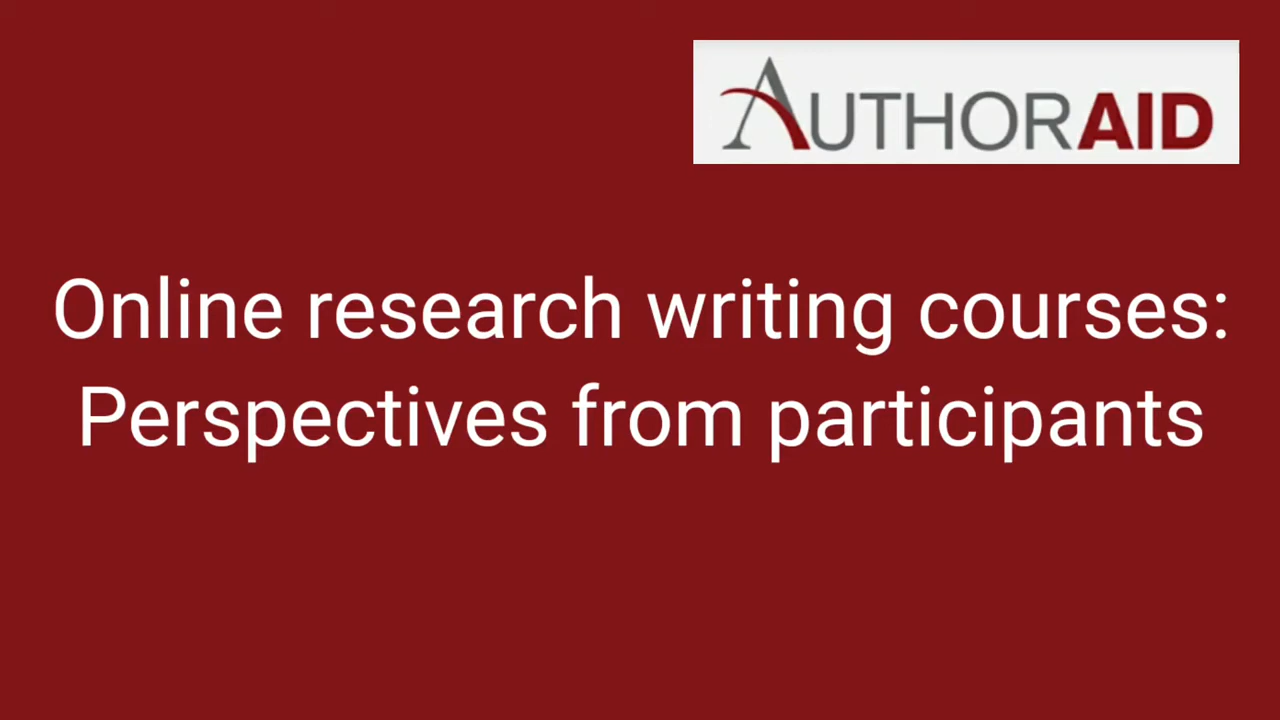 AUTHORAID
Online research writing courses:
Perspectives from participants